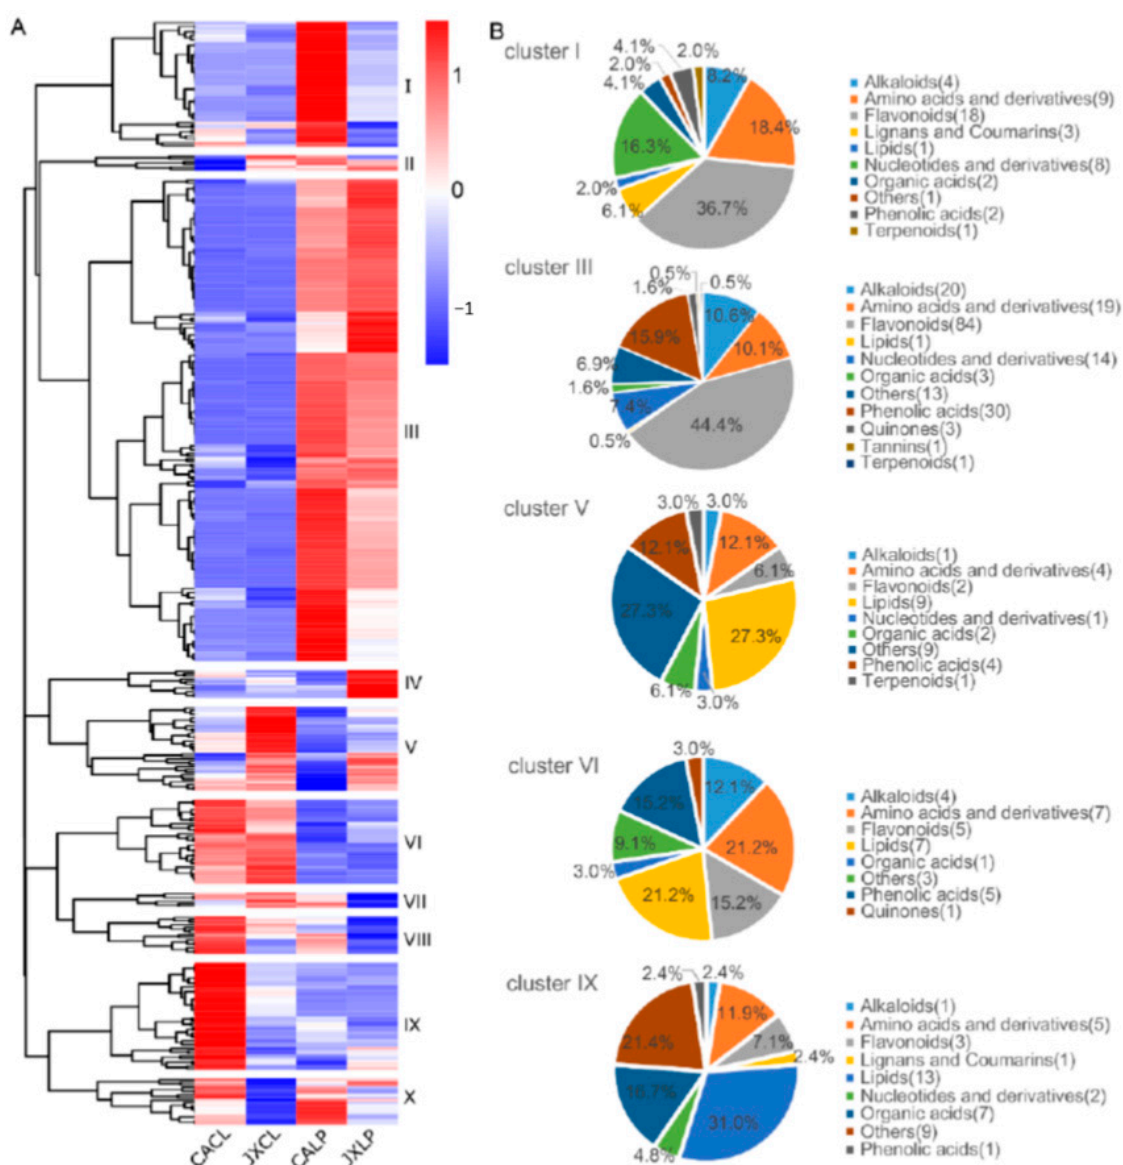 A
1
0
−1
I
II
III
IV
V
VI
VII
VIII
IX
X
CACL
JXCL
CALP
JXLP
B
cluster I
4.1%
2.0%
2.0%
8.2%
4.1%
18.4%
16.3%
2.0%
6.1%
36.7%
Alkaloids(4)
Amino acids and derivatives(9)
Flavonoids(18)
Lignans and Coumarins(3)
Lipids(1)
Nucleotides and derivatives(8)
Organic acids(2)
Others(1)
Phenolic acids(2)
Terpenoids(1)
cluster III
0.5%
0.5%
1.6%
10.6%
15.9%
10.1%
6.9%
1.6%
7.4%
44.4%
0.5%
Alkaloids(20)
Amino acids and derivatives(19)
Flavonoids(84)
Lipids(1)
Nucleotides and derivatives(14)
Organic acids(3)
Others(13)
Phenolic acids(30)
Quinones(3)
Tannins(1)
Terpenoids(1)
cluster V
3.0%
3.0%
12.1%
12.1%
6.1%
27.3%
27.3%
6.1%
3.0%
Alkaloids(1)
Amino acids and derivatives(4)
Flavonoids(2)
Lipids(9)
Nucleotides and derivatives(1)
Organic acids(2)
Others(9)
Phenolic acids(4)
Terpenoids(1)
cluster VI
3.0%
12.1%
15.2%
9.1%
21.2%
3.0%
21.2%
15.2%
Alkaloids(4)
Amino acids and derivatives(7)
Flavonoids(5)
Lipids(7)
Organic acids(1)
Others(3)
Phenolic acids(5)
Quinones(1)
cluster IX
2.4%
2.4%
11.9%
21.4%
7.1%
2.4%
16.7%
31.0%
4.8%
Alkaloids(1)
Amino acids and derivatives(5)
Flavonoids(3)
Lignans and Coumarins(1)
Lipids(13)
Nucleotides and derivatives(2)
Organic acids(7)
Others(9)
Phenolic acids(1)